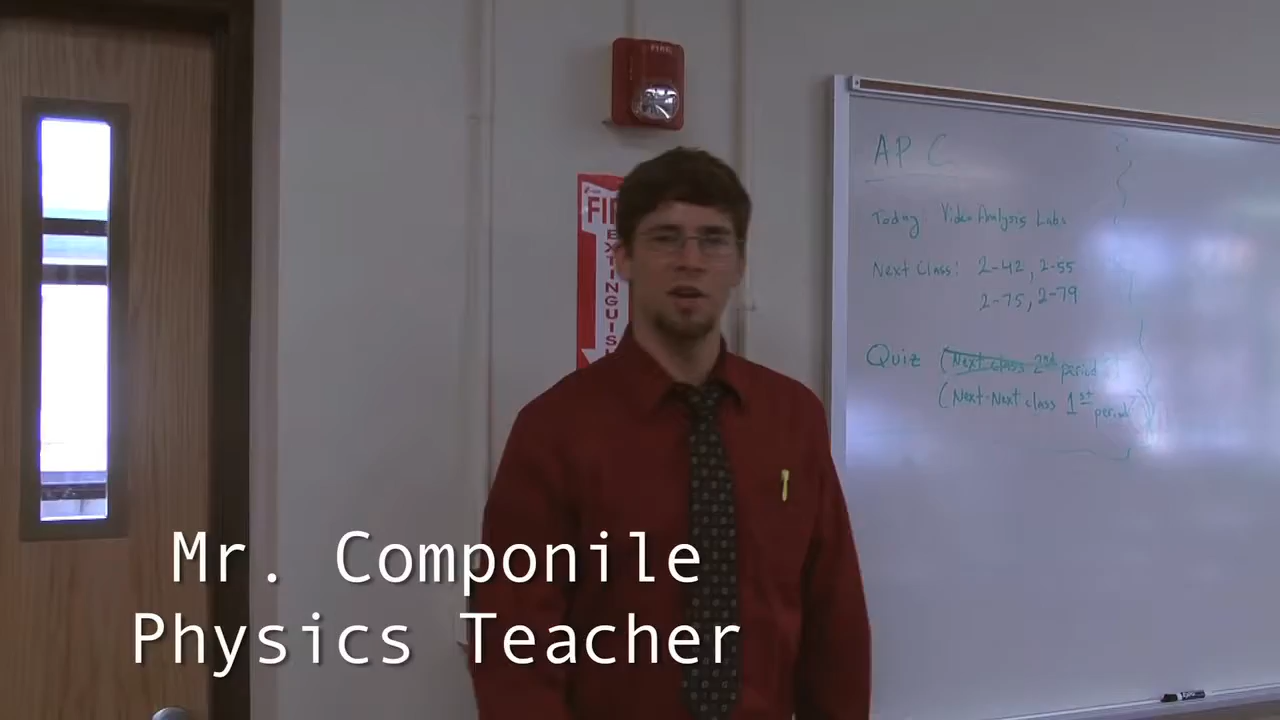 FIRE
FIR
EXTINGUISH
AP C
Today: Video Analysis Labs
Next Class: 2-42, 2-55
2-75, 2-79
Quiz (Next class 2nd period)
(Next-Next class 1st period)
Mr. Componile
Physics Teacher